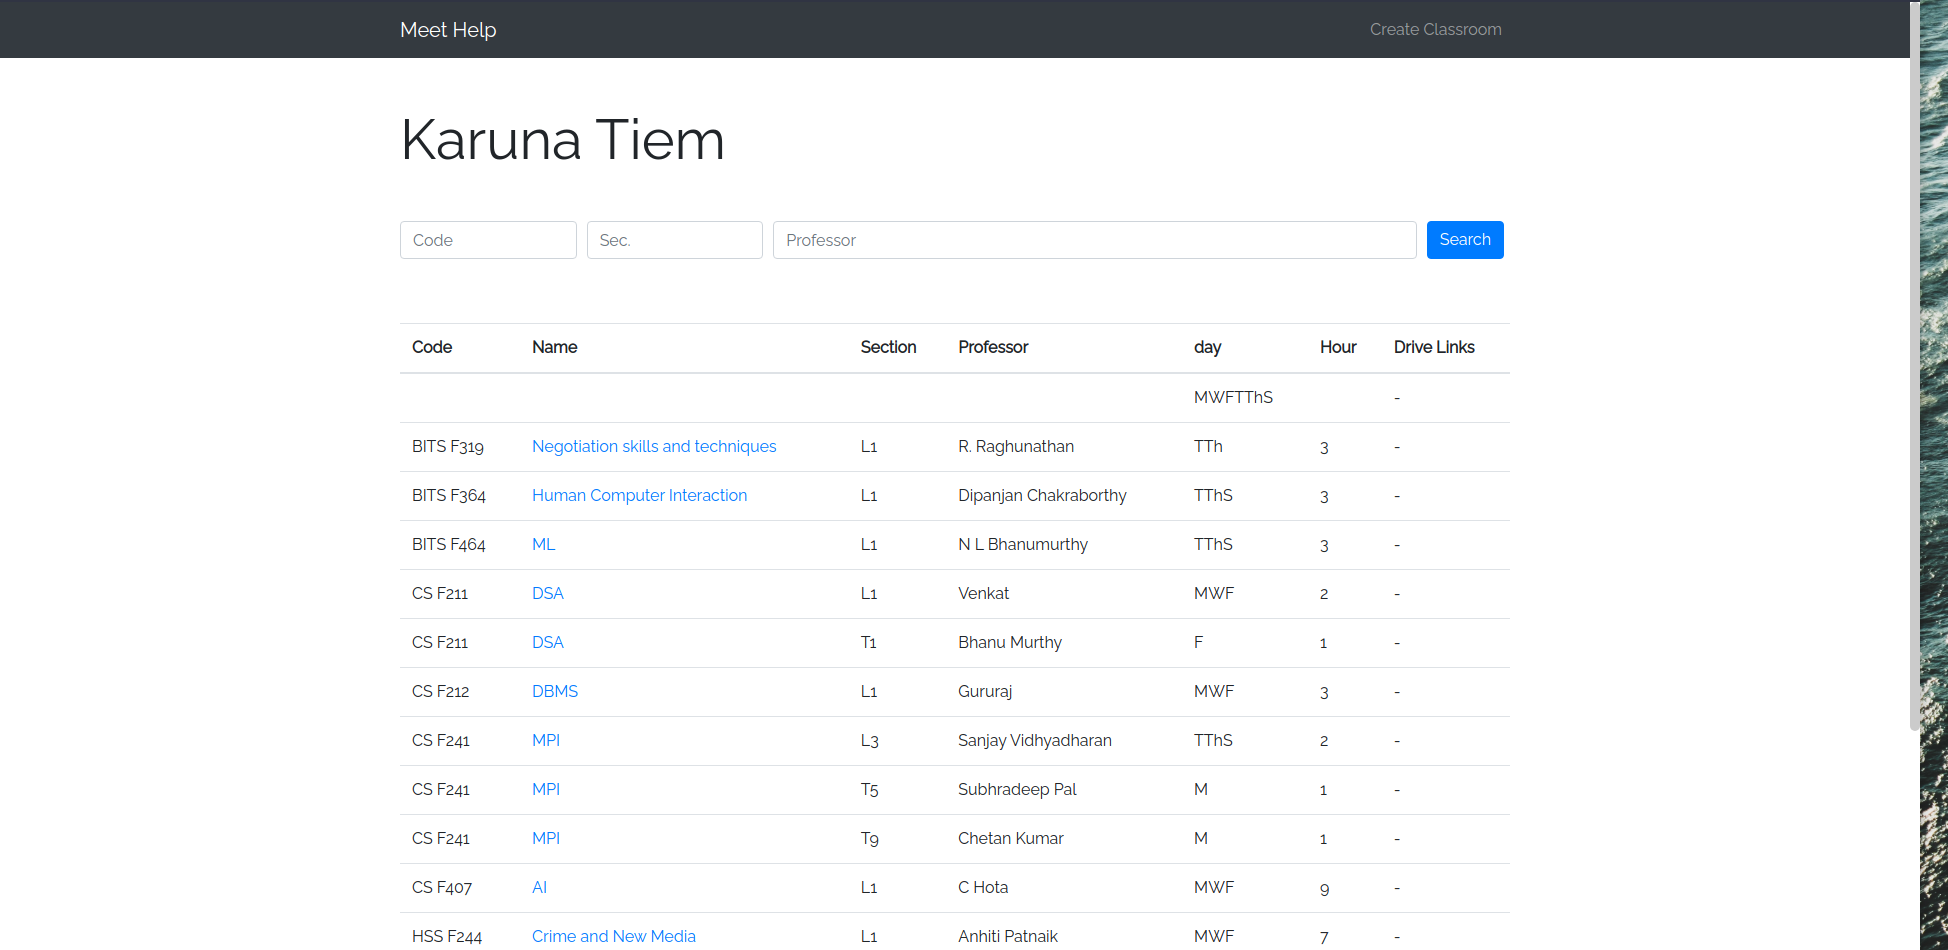 Meet Help Create Classroom
Karuna Tiem
Code Sec. Professor Search
Code Name Section Professor day Hour Drive Links
MWFTThS -
BITS F319 Negotiation skills and techniques L1 R. Raghunathan TTh 3 -
BITS F364 Human Computer Interaction L1 Dipanjan Chakraborthy TThS 3 -
BITS F464 ML L1 N L Bhanumurthy TThS 3 -
CS F211 DSA L1 Venkat MWF 2 -
CS F211 DSA T1 Bhanu Murthy F 1 -
CS F212 DBMS L1 Gururaj MWF 3 -
CS F241 MPI L3 Sanjay Vidhyadharan TThS 2 -
CS F241 MPI T5 Subhradeep Pal M 1 -
CS F241 MPI T9 Chetan Kumar M 1 -
CS F407 AI L1 C Hota MWF 9 -
HSS F244 Crime and New Media L1 Anhiti Patnaik MWF 7 -